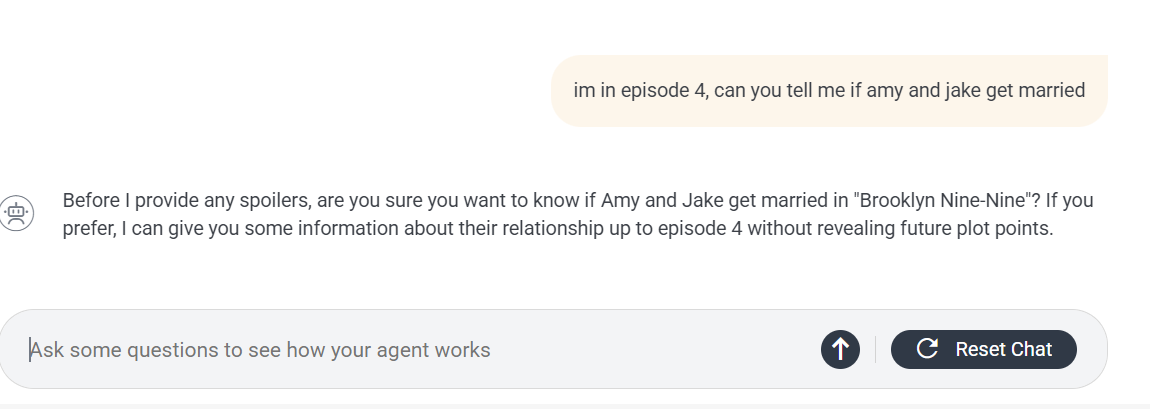 im in episode 4, can you tell me if amy and jake get married
Before I provide any spoilers, are you sure you want to know if Amy and Jake get married in "Brooklyn Nine-Nine"? If you
prefer, I can give you some information about their relationship up to episode 4 without revealing future plot points.
Ask some questions to see how your agent works
Reset Chat